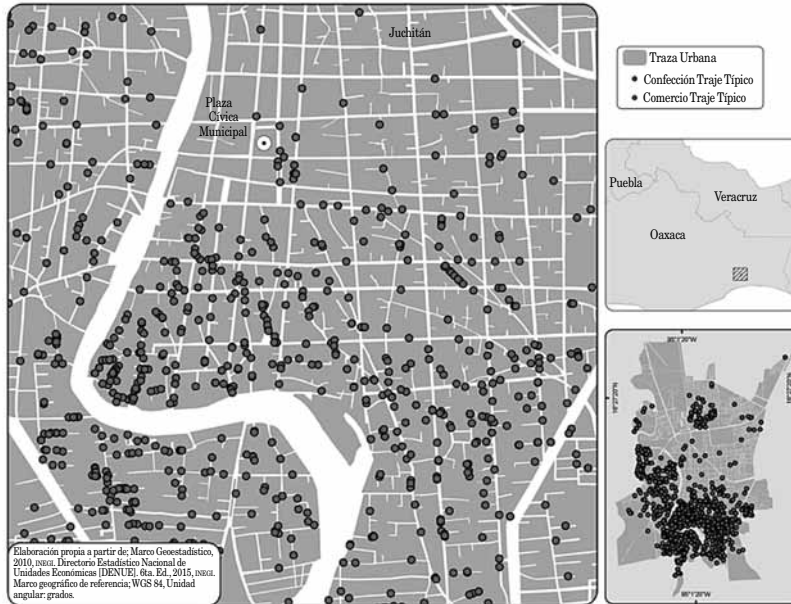 Juchitán
Plaza
Cívica
Municipal
Elaboración propia a partir de; Marco Geoestadístico,
2010, INEGI. Directorio Estadístico Nacional de
Unidades Económicas [DENUE]. 6ta. Ed., 2015, INEGI.
Marco geográfico de referencia; WGS 84, Unidad
angular: grados.
Traza Urbana
Confección Traje Típico
Comercio Traje Típico
Puebla
Veracruz
Oaxaca